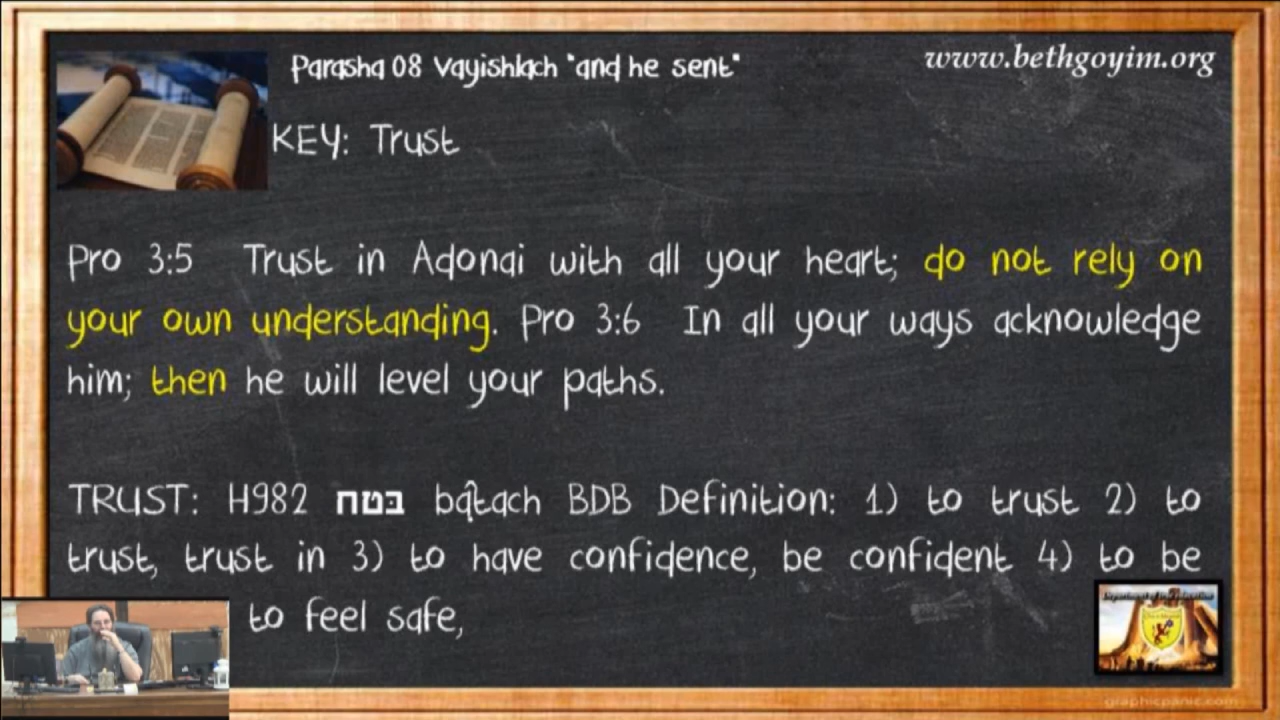 Parasha 08 Vayishlach "and he sent"
www.bethgoyim.org
KEY: Trust
Pro 3:5 Trust in Adonai with all your heart; do not rely on
your own understanding. Pro 3:6 In all your ways acknowledge
him; then he will level your paths.
TRUST: H982 בטח bâṭach BDB Definition: 1) to trust 2) to
trust, trust in 3) to have confidence, be confident 4) to be
to feel safe,
graphicpanic.com